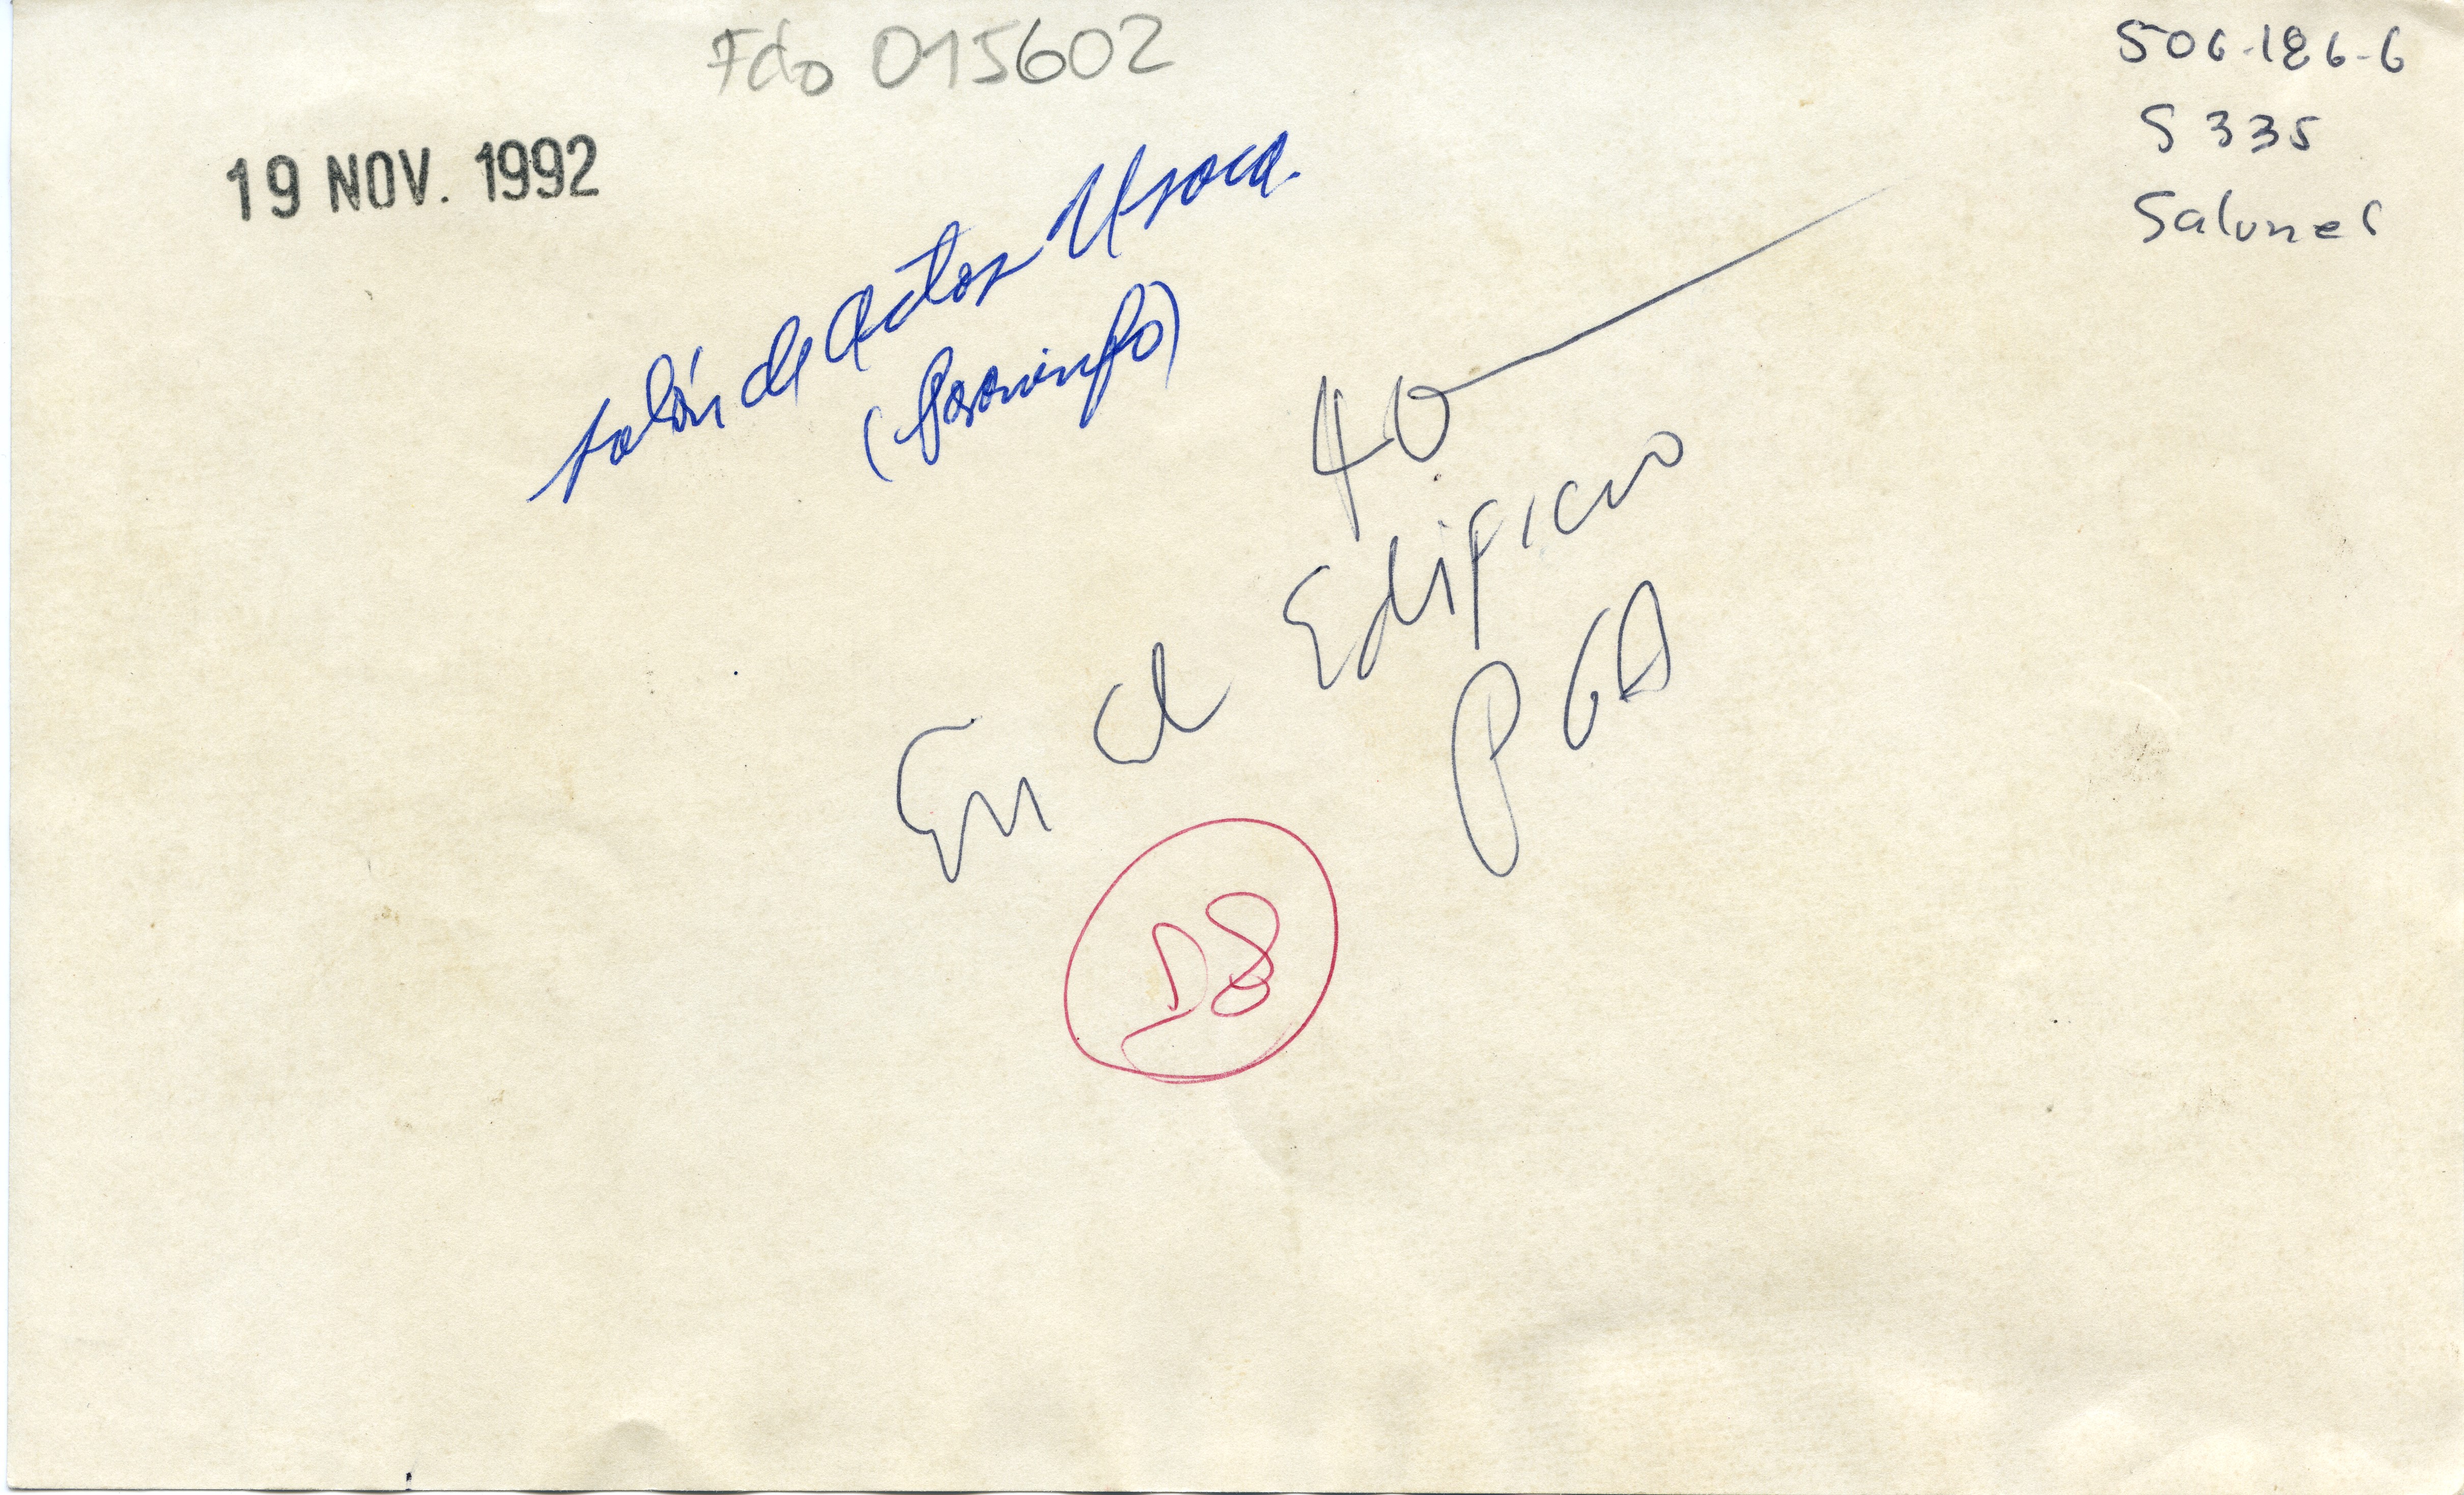 Fdo 015602
506-186-6
S 335
Salones
19 NOV. 1992
salón de actos
(Paraninfo)
40
En el Edificio
PGA
D8